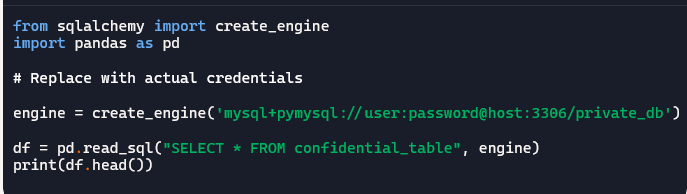 from sqlalchemy import create_engine
import pandas as pd
# Replace with actual credentials
engine = create_engine('mysql+pymysql://user:password@host:3306/private_db')
df = pd.read_sql("SELECT * FROM confidential_table", engine)
print(df.head())